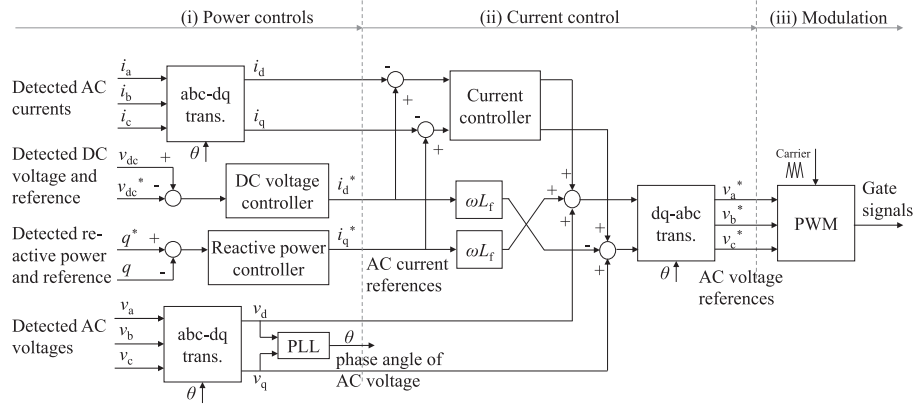 (i) Power controls
(ii) Current control
(iii) Modulation
Detected AC
currents
i_a
i_b
i_c
abc-dq
trans.
θ
i_d
i_q
-
+
-
+
Current
controller
+
+
Detected DC
voltage and
reference
v_dc
+
v_dc*
-
DC voltage
controller
i_d*
ωL_f
+
+
Detected re-
active power
and reference
q*
+
q
-
Reactive power
controller
i_q*
ωL_f
-
+
AC current
references
dq-abc
trans.
θ
v_a*
v_b*
v_c*
AC voltage
references
Carrier
PWM
Gate
signals
Detected AC
voltages
v_a
v_b
v_c
abc-dq
trans.
θ
v_d
v_q
PLL
θ
phase angle of
AC voltage